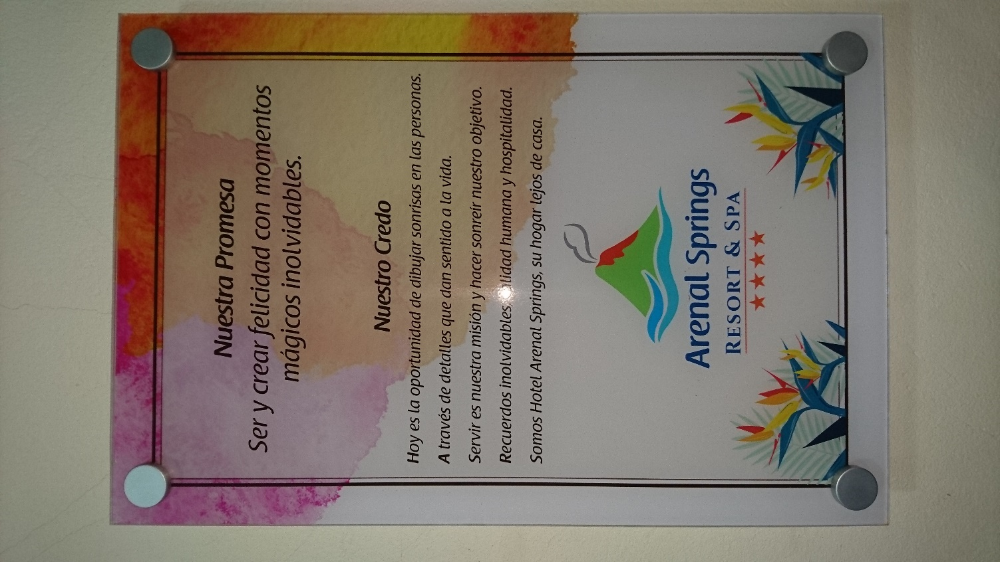 Nuestra Promesa
Ser y crear felicidad con momentos
mágicos inolvidables.
Nuestro Credo
Hoy es la oportunidad de dibujar sonrisas en las personas.
A través de detalles que dan sentido a la vida.
Servir es nuestra misión y hacer sonreír nuestro objetivo.
Recuerdos inolvidables, calidad humana y hospitalidad.
Somos Hotel Arenal Springs, su hogar lejos de casa.
Arenal Springs
RESORT & SPA